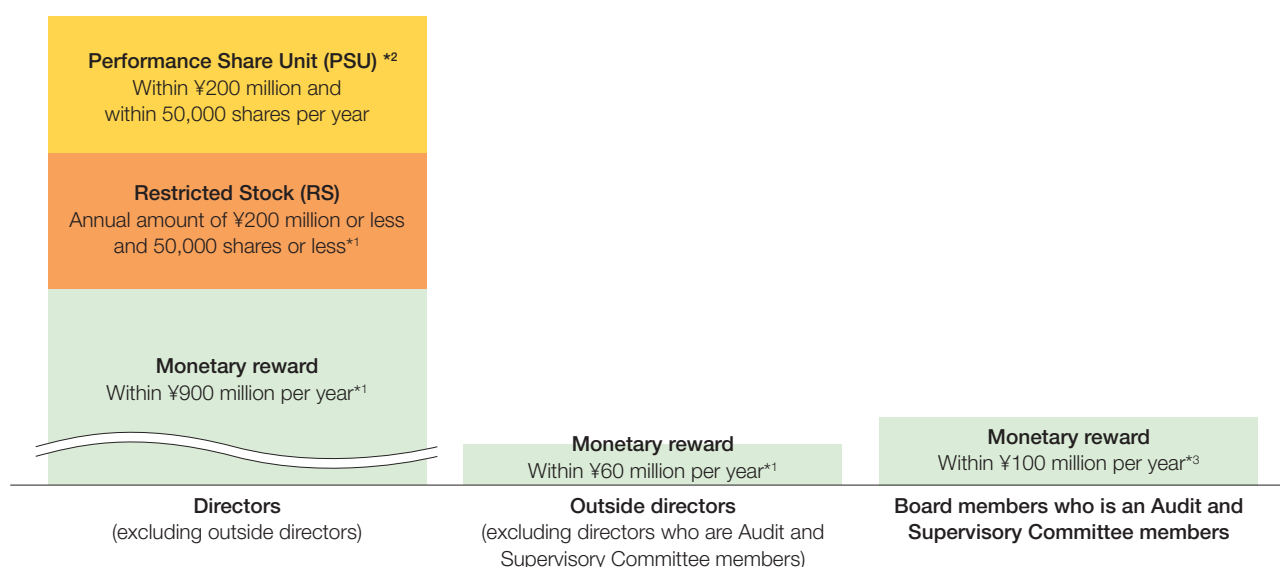 Performance Share Unit (PSU) *2
Within ¥200 million and
within 50,000 shares per year
Restricted Stock (RS)
Annual amount of ¥200 million or less
and 50,000 shares or less*1
Monetary reward
Within ¥900 million per year*1
Monetary reward
Within ¥60 million per year*1
Monetary reward
Within ¥100 million per year*3
Directors
(excluding outside directors)
Outside directors
(excluding directors who are Audit and
Supervisory Committee members)
Board members who is an Audit and
Supervisory Committee members